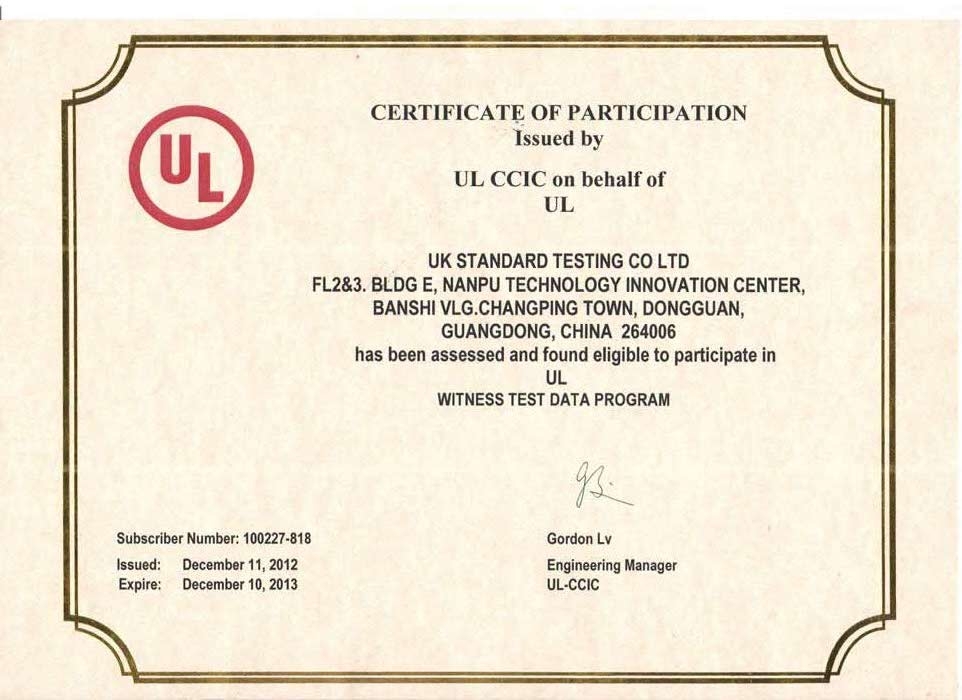 UL
CERTIFICATE OF PARTICIPATION
Issued by
UL CCIC on behalf of
UL
UK STANDARD TESTING CO LTD
FL2&3. BLDG E, NANPU TECHNOLOGY INNOVATION CENTER,
BANSHI VLG.CHANGPING TOWN, DONGGUAN,
GUANGDONG, CHINA 264006
has been assessed and found eligible to participate in
UL
WITNESS TEST DATA PROGRAM
Subscriber Number: 100227-818
Issued: December 11, 2012
Expire: December 10, 2013
Gordon Lv
Engineering Manager
UL-CCIC